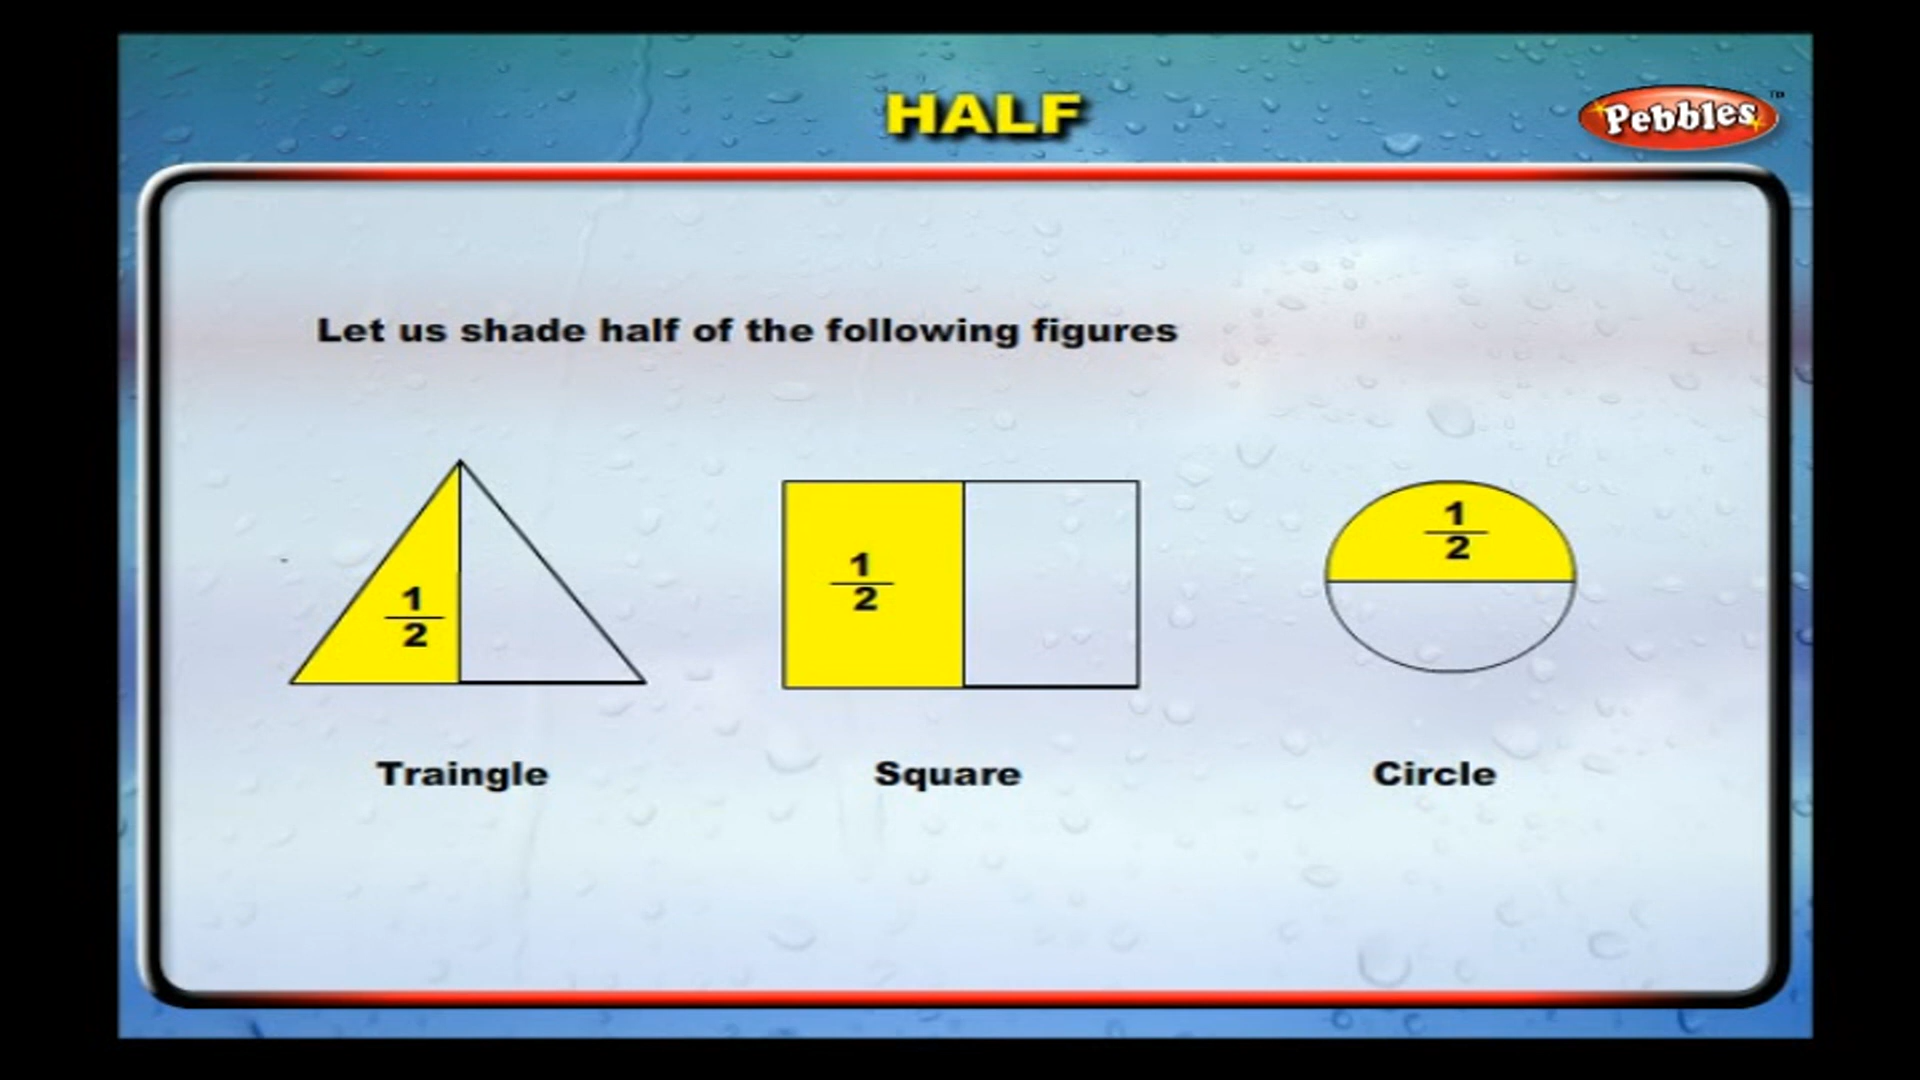 HALF
Pebbles TM
Let us shade half of the following figures
1
2
1
2
1
2
Traingle
Square
Circle